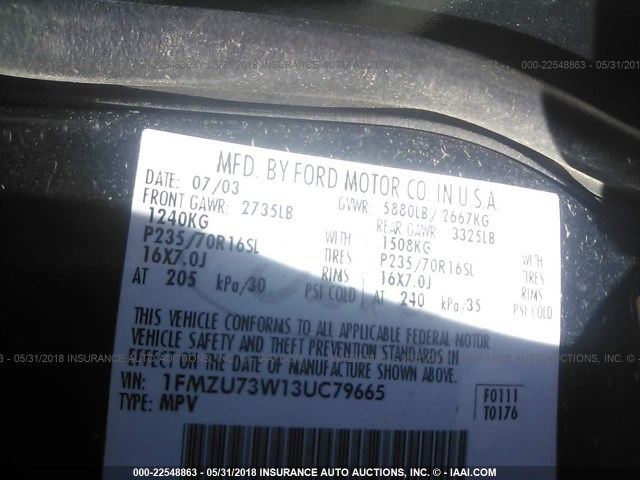 000-22548863 - 05/31/2018 INSURANCE AUTO AUCTIONS, INC. - © IAAI.COM
000-22548863 - 05/31/2018
MFD. BY FORD MOTOR CO. IN U.S.A.
DATE: 07/03 GVWR: 5880LB/ 2667KG
FRONT GAWR: 2735LB REAR GAWR: 3325LB
1240KG WITH 1508KG WITH
P235/70R16SL TIRES P235/70R16SL TIRES
16X7.0J RIMS 16X7.0J RIMS
AT 205 kPa/30 PSI COLD AT 240 kPa/35 PSI COLD
THIS VEHICLE CONFORMS TO ALL APPLICABLE FEDERAL MOTOR
VEHICLE SAFETY AND THEFT PREVENTION STANDARDS IN
EFFECT ON THE DATE OF MANUFACTURE SHOWN ABOVE.
VIN: 1FMZU73W13UC79665
TYPE: MPV
F0111
T0176
000-22548863 - 05/31/2018 INSURANCE AUTO AUCTIONS, INC. - © IAAI.COM